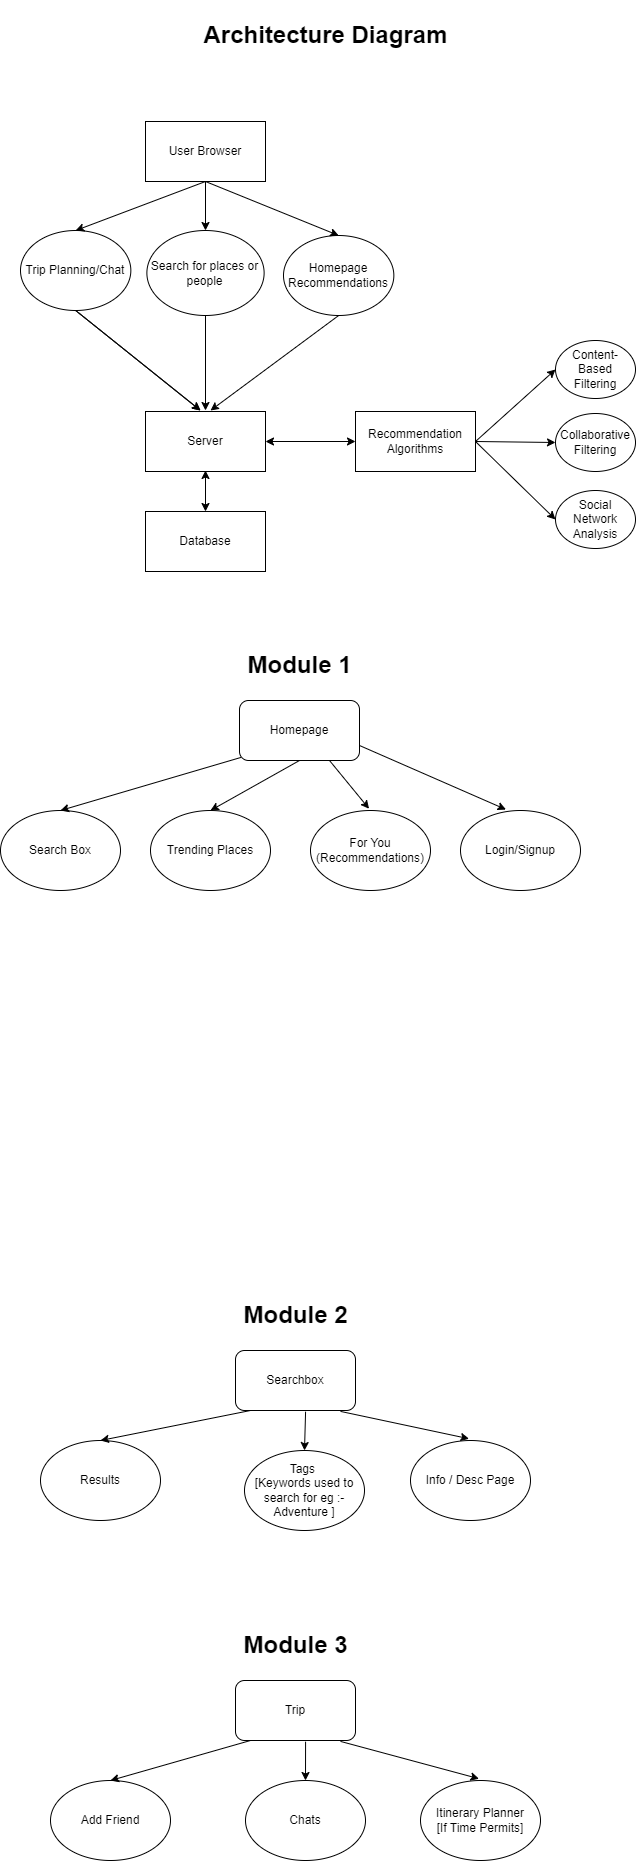 Architecture Diagram
User Browser
Trip Planning/Chat
Search for places or
people
Homepage
Recommendations
Server
Recommendation
Algorithms
Content-
Based
Filtering
Collaborative
Filtering
Social
Network
Analysis
Database
Module 1
Homepage
Search Box
Trending Places
For You
(Recommendations)
Login/Signup
Module 2
Searchbox
Results
Tags
[Keywords used to
search for eg :-
Adventure ]
Info / Desc Page
Module 3
Trip
Add Friend
Chats
Itinerary Planner
[If Time Permits]